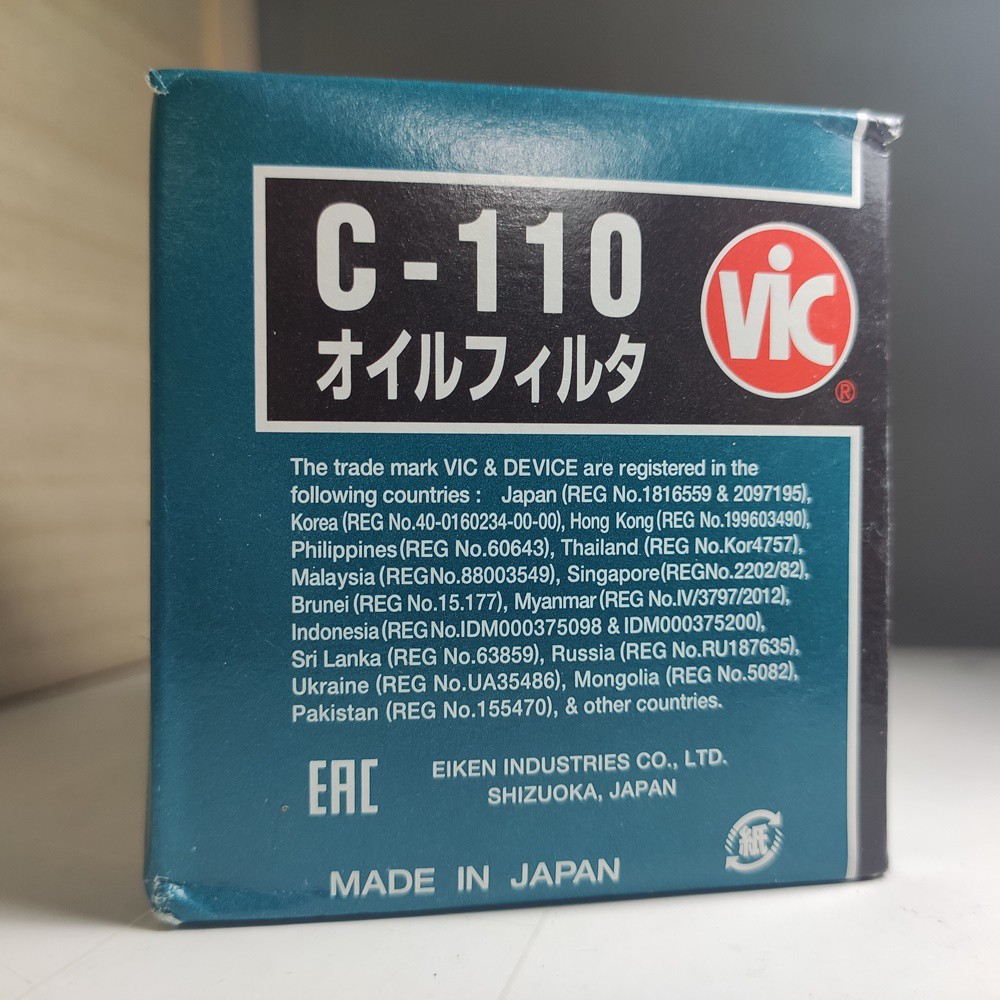 C-110
オイルフィルタ
ViC
®
The trade mark VIC & DEVICE are registered in the
following countries : Japan (REG No.1816559 & 2097195),
Korea (REG No.40-0160234-00-00), Hong Kong (REG No.199603490),
Philippines (REG No.60643), Thailand (REG No.Kor4757),
Malaysia (REGNo.88003549), Singapore(REGNo.2202/82),
Brunei (REG No.15.177), Myanmar (REG No.IV/3797/2012),
Indonesia (REG No.IDM000375098 & IDM000375200),
Sri Lanka (REG No.63859), Russia (REG No.RU187635),
Ukraine (REG No.UA35486), Mongolia (REG No.5082),
Pakistan (REG No.155470), & other countries.
EAC
EIKEN INDUSTRIES CO., LTD.
SHIZUOKA, JAPAN
紙
MADE IN JAPAN